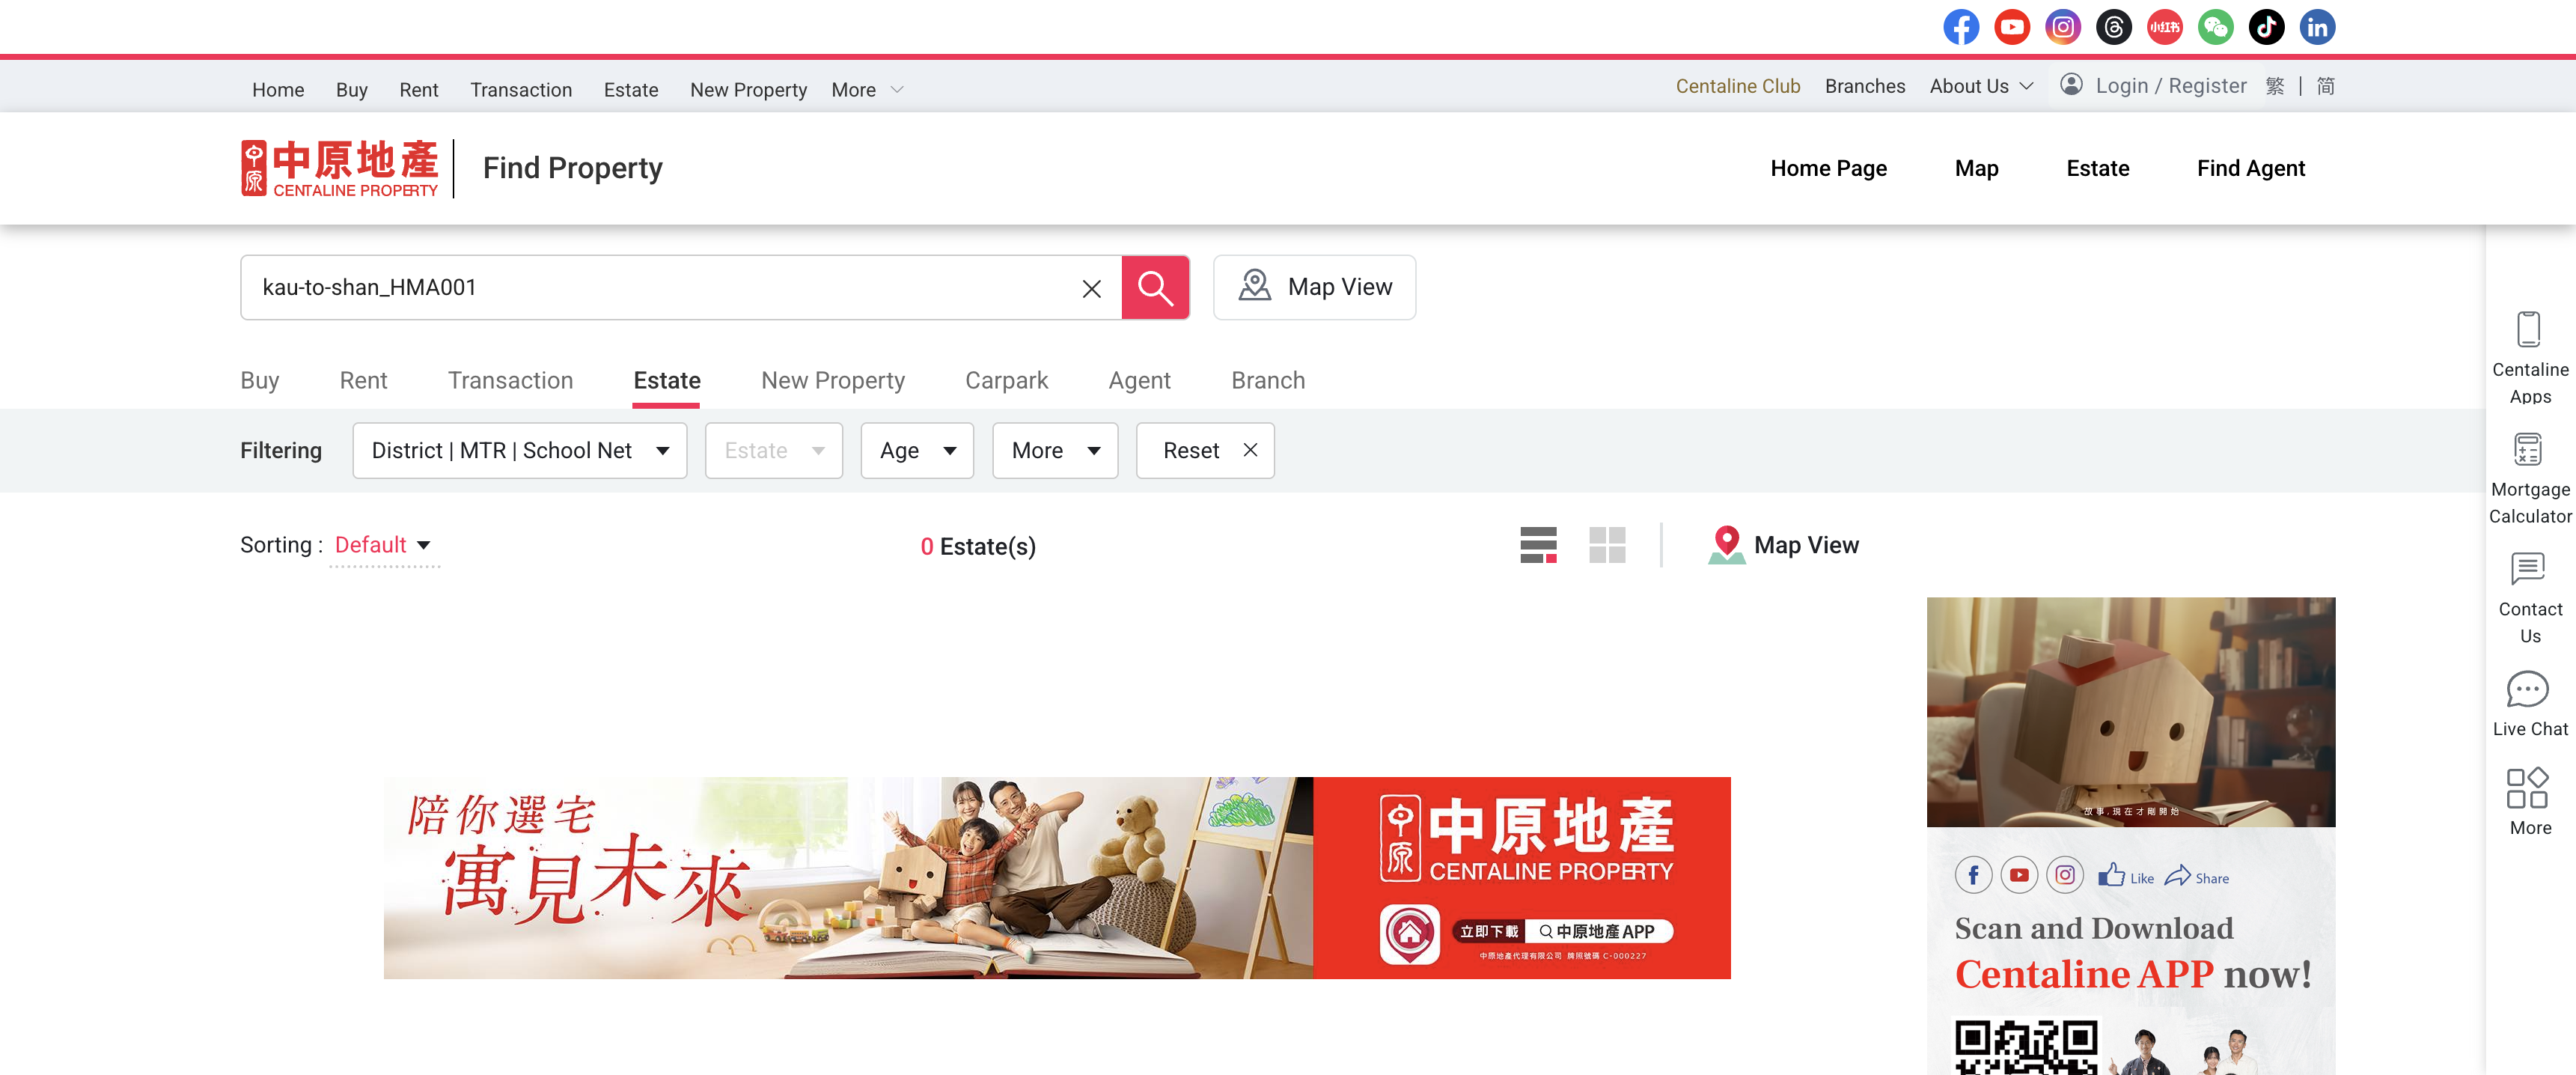 小红书
Home Buy Rent Transaction Estate New Property More
Centaline Club Branches About Us Login / Register 繁 | 简
中原 中原地產
CENTALINE PROPERTY
Find Property
Home Page Map Estate Find Agent
kau-to-shan_HMA001
Map View
Buy Rent Transaction Estate New Property Carpark Agent Branch
Filtering District | MTR | School Net Estate Age More Reset
Sorting : Default
0 Estate(s)
Map View
陪你選宅
寓見未來
中原 中原地產
CENTALINE PROPERTY
立即下載 中原地產 APP
中原地產代理有限公司 牌照號碼 C-000227
故事,現在才剛開始
Like Share
Scan and Download
Centaline APP now!
Centaline
Apps
Mortgage
Calculator
Contact
Us
Live Chat
More